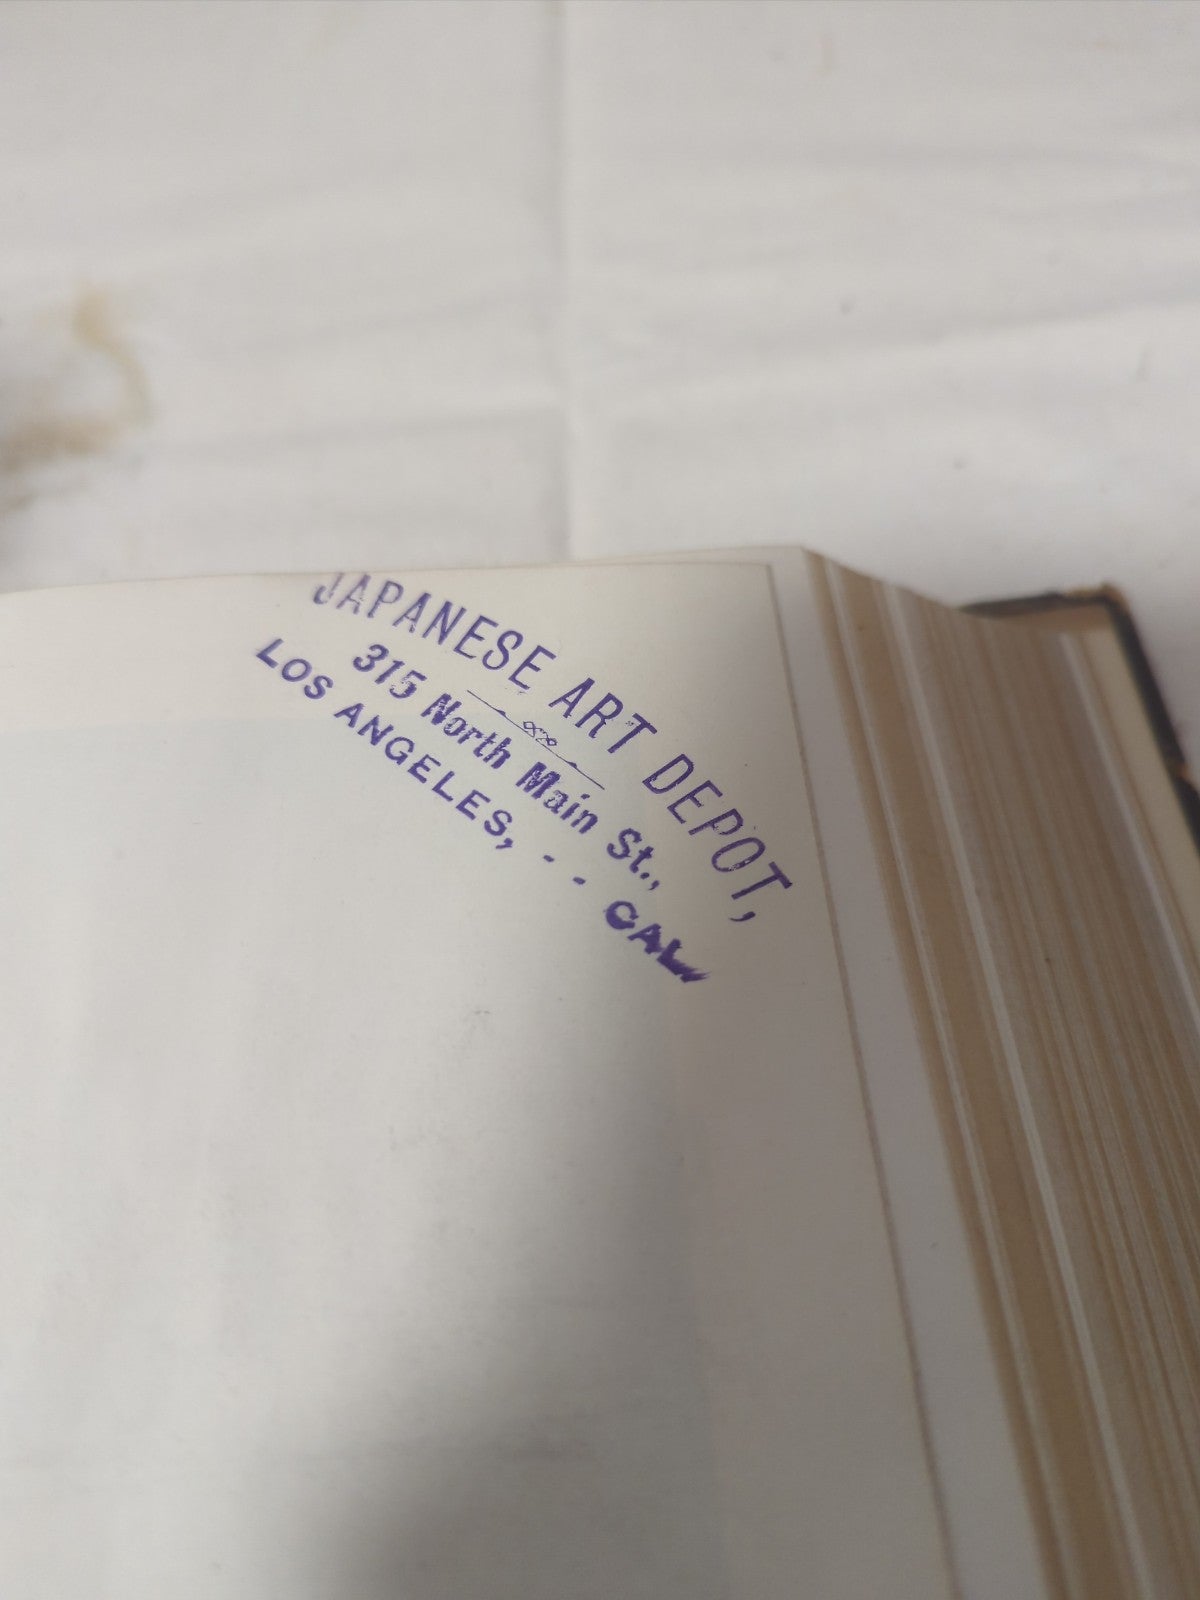 JAPANESE ART DEPOT,
315 North Main St.,
LOS ANGELES, - - CAL.